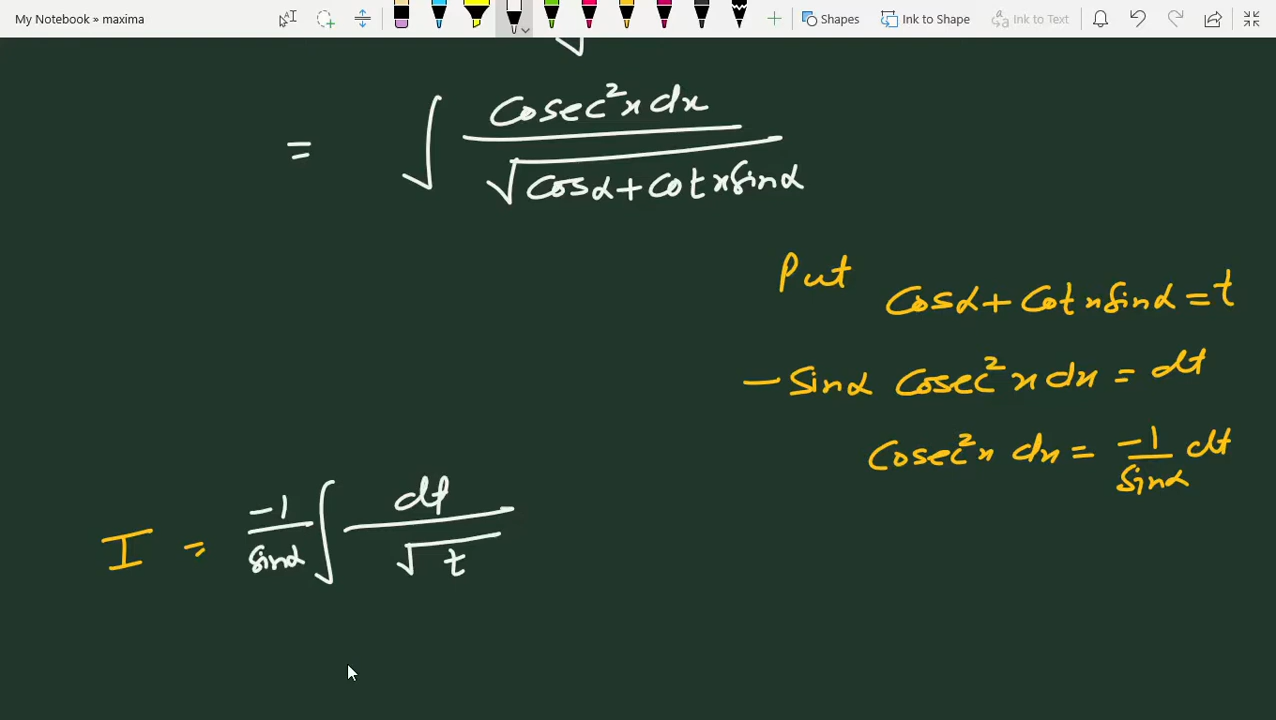 My Notebook » maxima
Shapes Ink to Shape Ink to Text
= ∫ Cosec²x dx / √(Cosα + Cot x Sinα)
Put Cosα + Cot x Sinα = t
− Sinα Cosec²x dx = dt
Cosec²x dx = −1/Sinα dt
I = −1/Sinα ∫ dt / √t